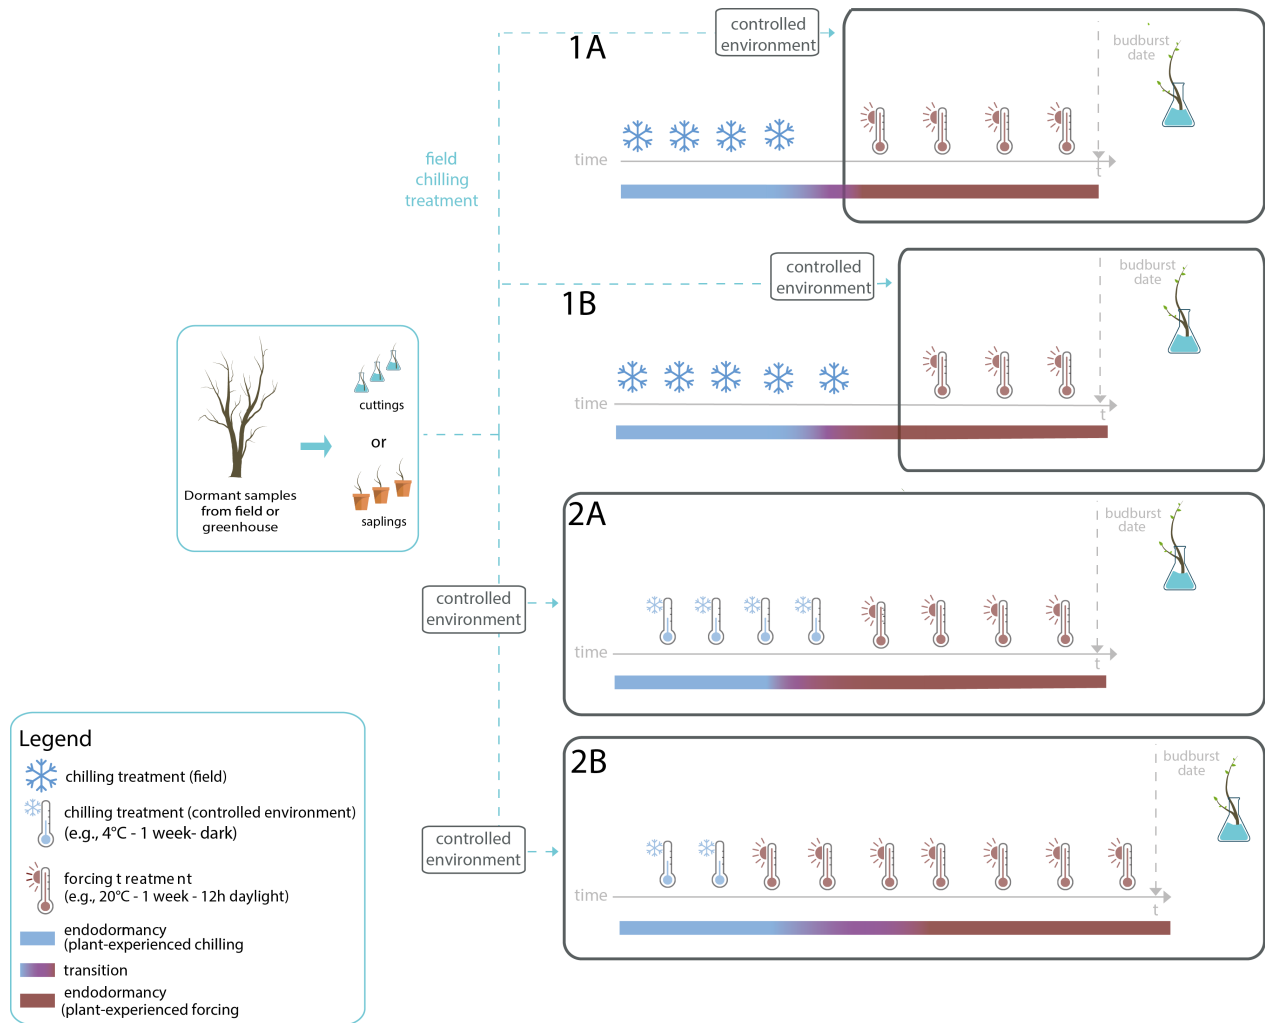 1A
controlled
environment
budburst
date
field
chilling
treatment
time
t
1B
controlled
environment
budburst
date
time
t
cuttings
or
saplings
Dormant samples
from field or
greenhouse
2A
controlled
environment
budburst
date
time
t
2B
controlled
environment
budburst
date
time
t
Legend
chilling treatment (field)
chilling treatment (controlled environment)
(e.g., 4°C - 1 week- dark)
forcing t reatme nt
(e.g., 20°C - 1 week - 12h daylight)
endodormancy
(plant-experienced chilling
transition
endodormancy
(plant-experienced forcing